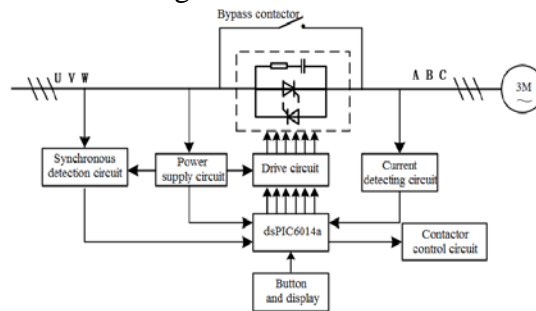 Bypass contactor
U V W
A B C
3M
~
Synchronous
detection circuit
Power
supply circuit
Drive circuit
Current
detecting circuit
dsPIC6014a
Contactor
control circuit
Button
and display